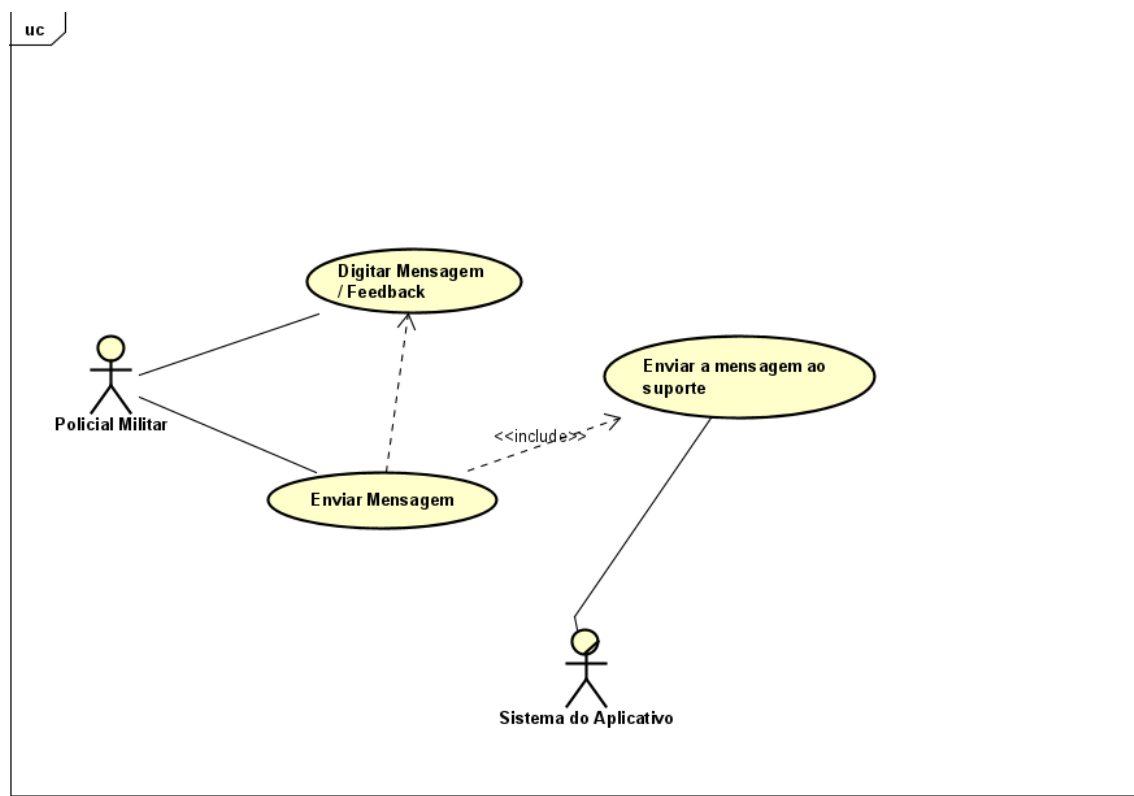 uc
Digitar Mensagem
/ Feedback
Policial Militar
Enviar a mensagem ao
suporte
<<include>>
Enviar Mensagem
Sistema do Aplicativo